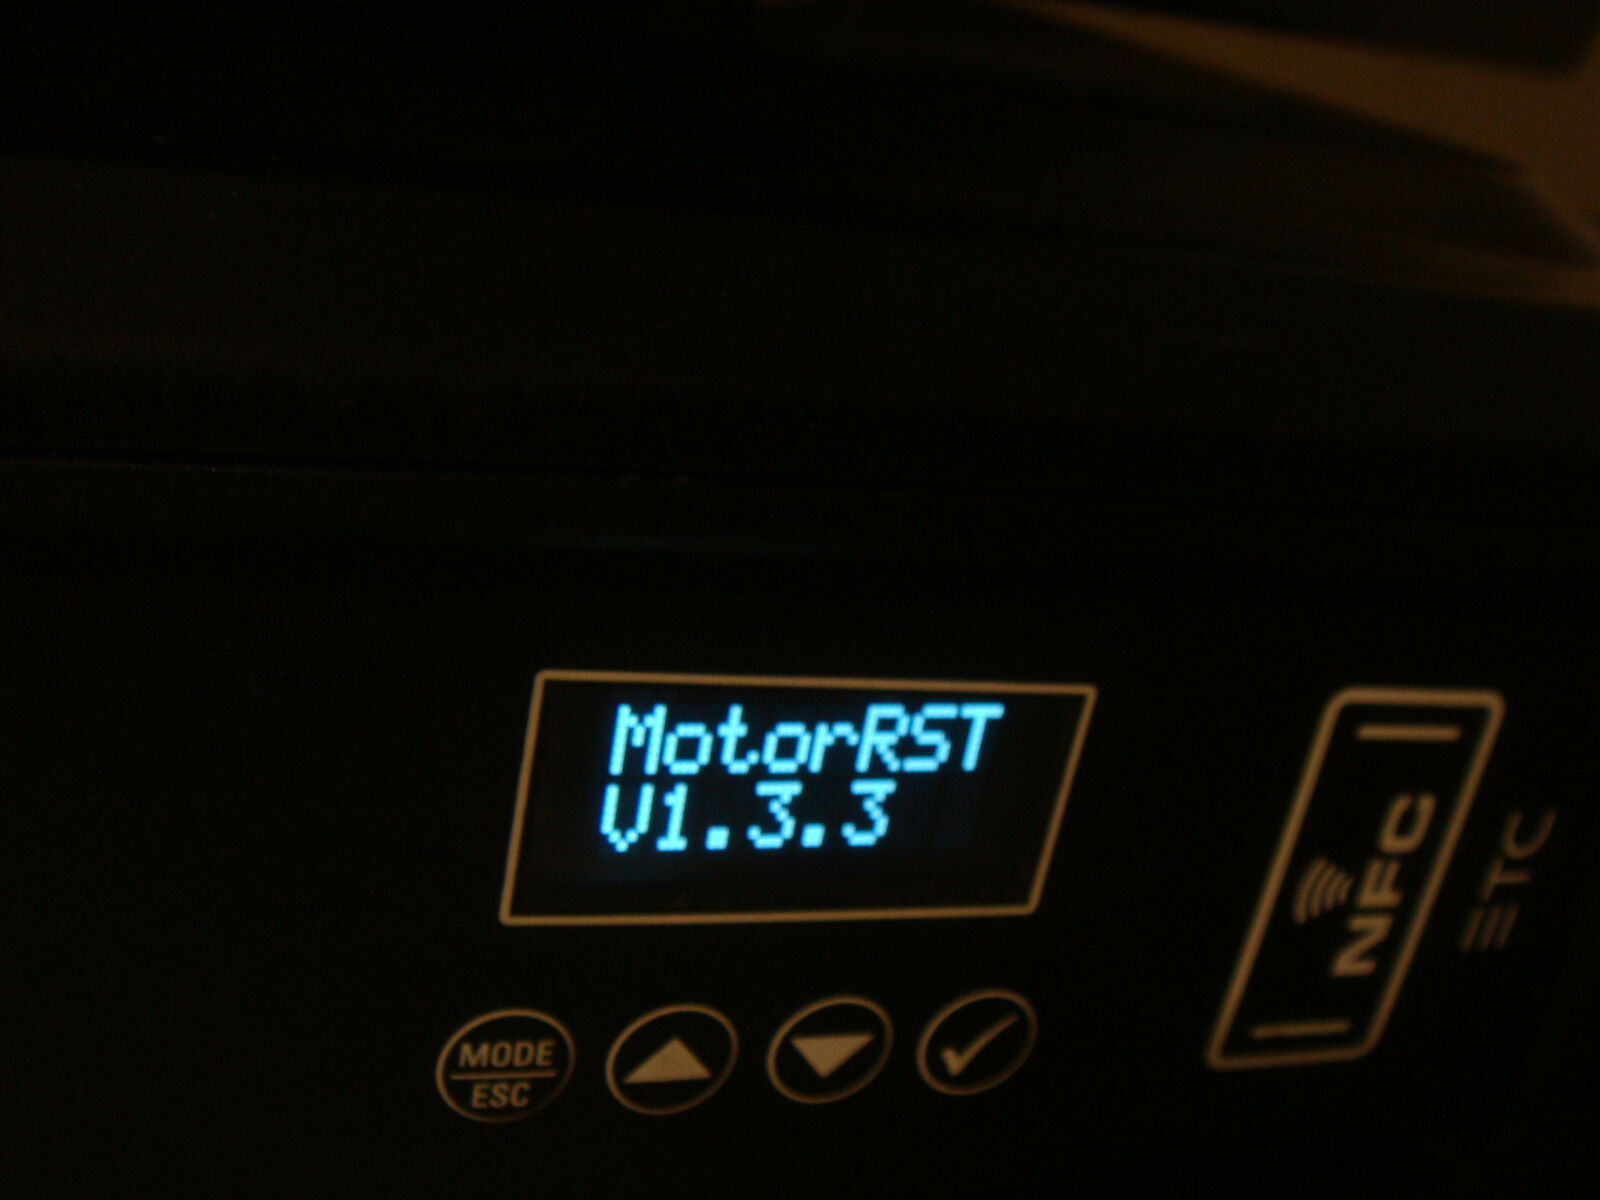 MotorRST
V1.3.3
MODE
ESC
NFC
ETC